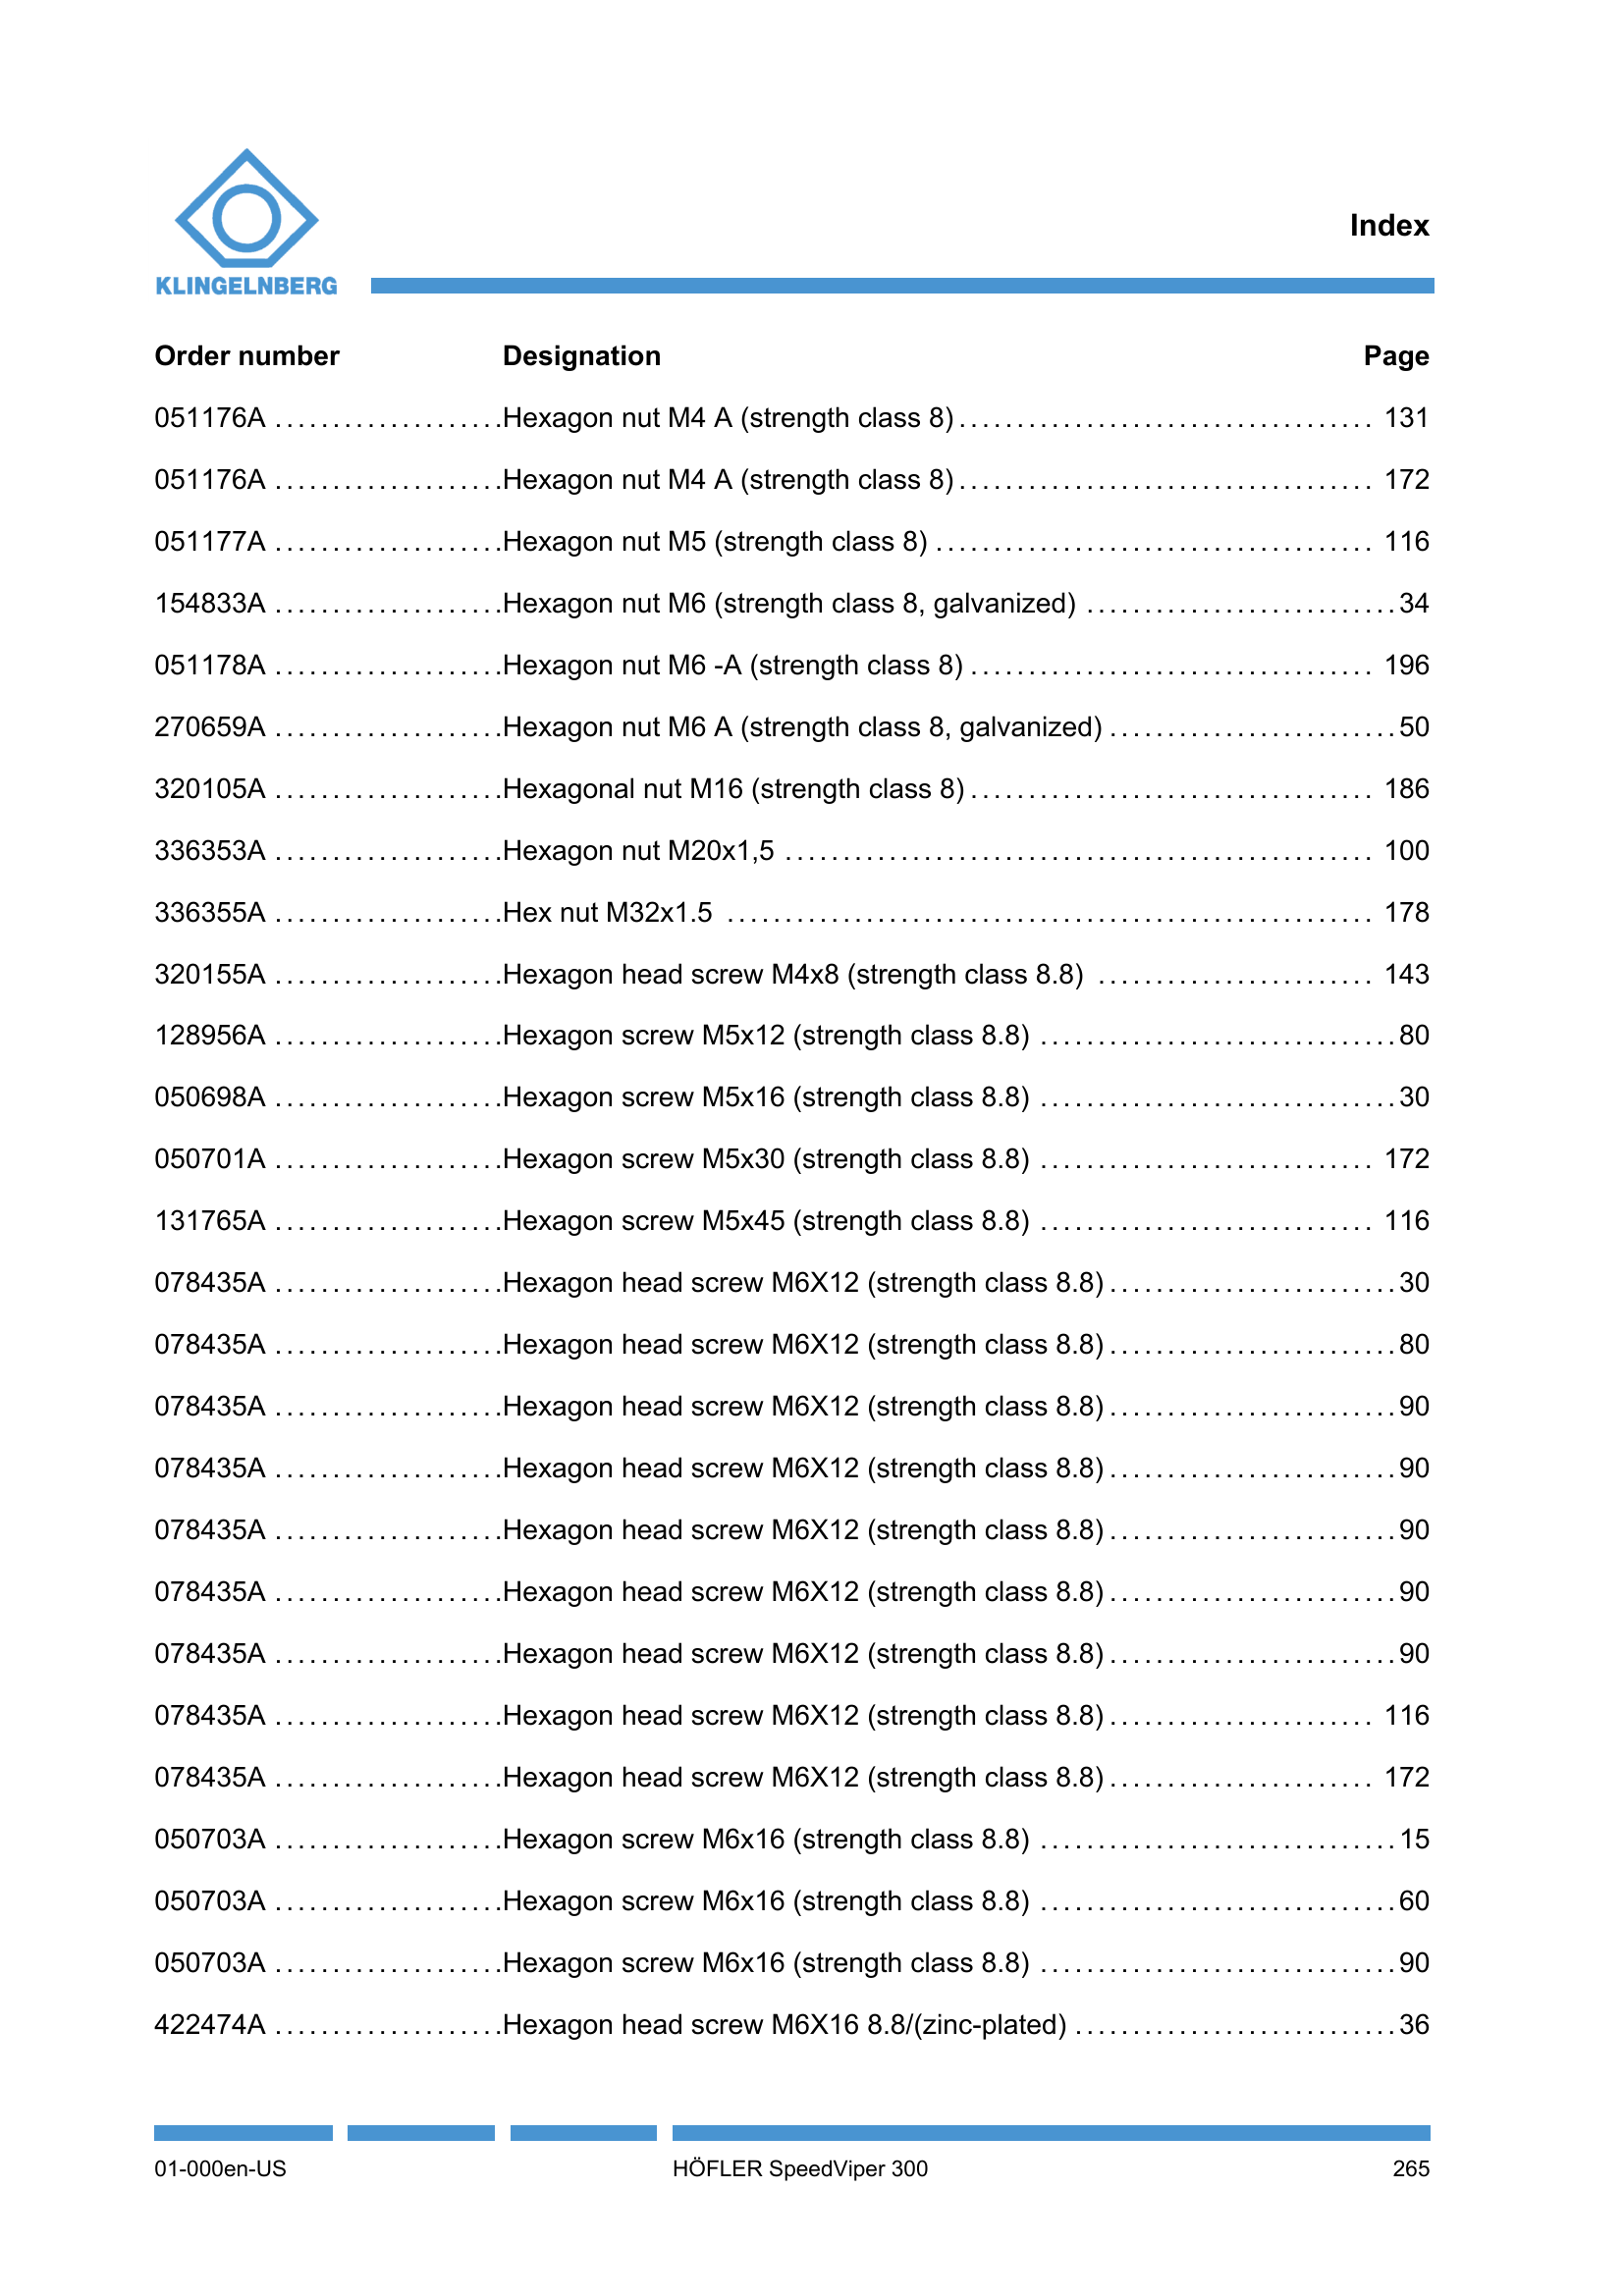 KLINGELNBERG
Index
Order number Designation Page
051176A ....................Hexagon nut M4 A (strength class 8).................................... 131
051176A ....................Hexagon nut M4 A (strength class 8).................................... 172
051177A ....................Hexagon nut M5 (strength class 8) ...................................... 116
154833A ....................Hexagon nut M6 (strength class 8, galvanized) ...........................34
051178A ....................Hexagon nut M6 -A (strength class 8) ................................... 196
270659A ....................Hexagon nut M6 A (strength class 8, galvanized) .........................50
320105A ....................Hexagonal nut M16 (strength class 8)................................... 186
336353A ....................Hexagon nut M20x1,5 ................................................... 100
336355A ....................Hex nut M32x1.5 ........................................................ 178
320155A ....................Hexagon head screw M4x8 (strength class 8.8) ........................ 143
128956A ....................Hexagon screw M5x12 (strength class 8.8) ...............................80
050698A ....................Hexagon screw M5x16 (strength class 8.8) ...............................30
050701A ....................Hexagon screw M5x30 (strength class 8.8) ............................. 172
131765A ....................Hexagon screw M5x45 (strength class 8.8) ............................. 116
078435A ....................Hexagon head screw M6X12 (strength class 8.8).........................30
078435A ....................Hexagon head screw M6X12 (strength class 8.8).........................80
078435A ....................Hexagon head screw M6X12 (strength class 8.8).........................90
078435A ....................Hexagon head screw M6X12 (strength class 8.8).........................90
078435A ....................Hexagon head screw M6X12 (strength class 8.8).........................90
078435A ....................Hexagon head screw M6X12 (strength class 8.8).........................90
078435A ....................Hexagon head screw M6X12 (strength class 8.8).........................90
078435A ....................Hexagon head screw M6X12 (strength class 8.8)....................... 116
078435A ....................Hexagon head screw M6X12 (strength class 8.8)....................... 172
050703A ....................Hexagon screw M6x16 (strength class 8.8) ...............................15
050703A ....................Hexagon screw M6x16 (strength class 8.8) ...............................60
050703A ....................Hexagon screw M6x16 (strength class 8.8) ...............................90
422474A ....................Hexagon head screw M6X16 8.8/(zinc-plated) ............................36
01-000en-US HÖFLER SpeedViper 300 265